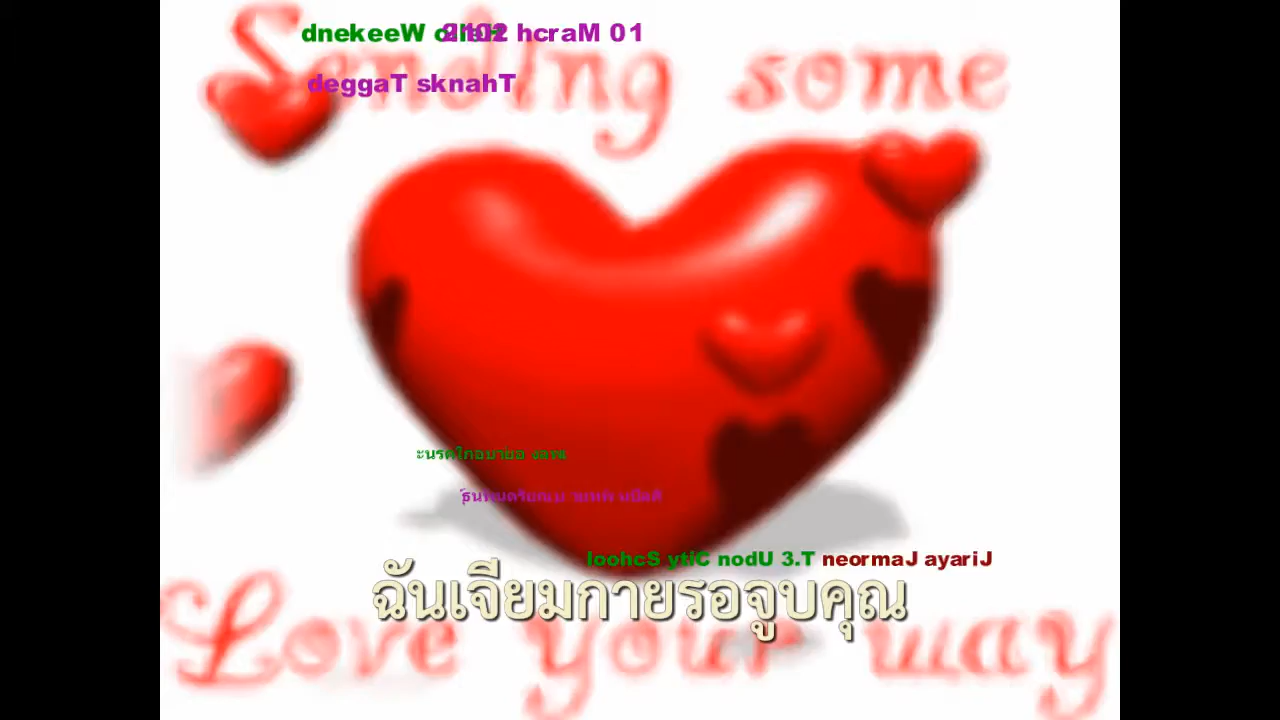 Sending some
dnekeeW olleH 2102 hcraM 01
deggaT sknahT
loohcS ytiC nodU 3.T neormaJ ayariJ
ฉันเจียมกายรอจูบคุณ
Love your way